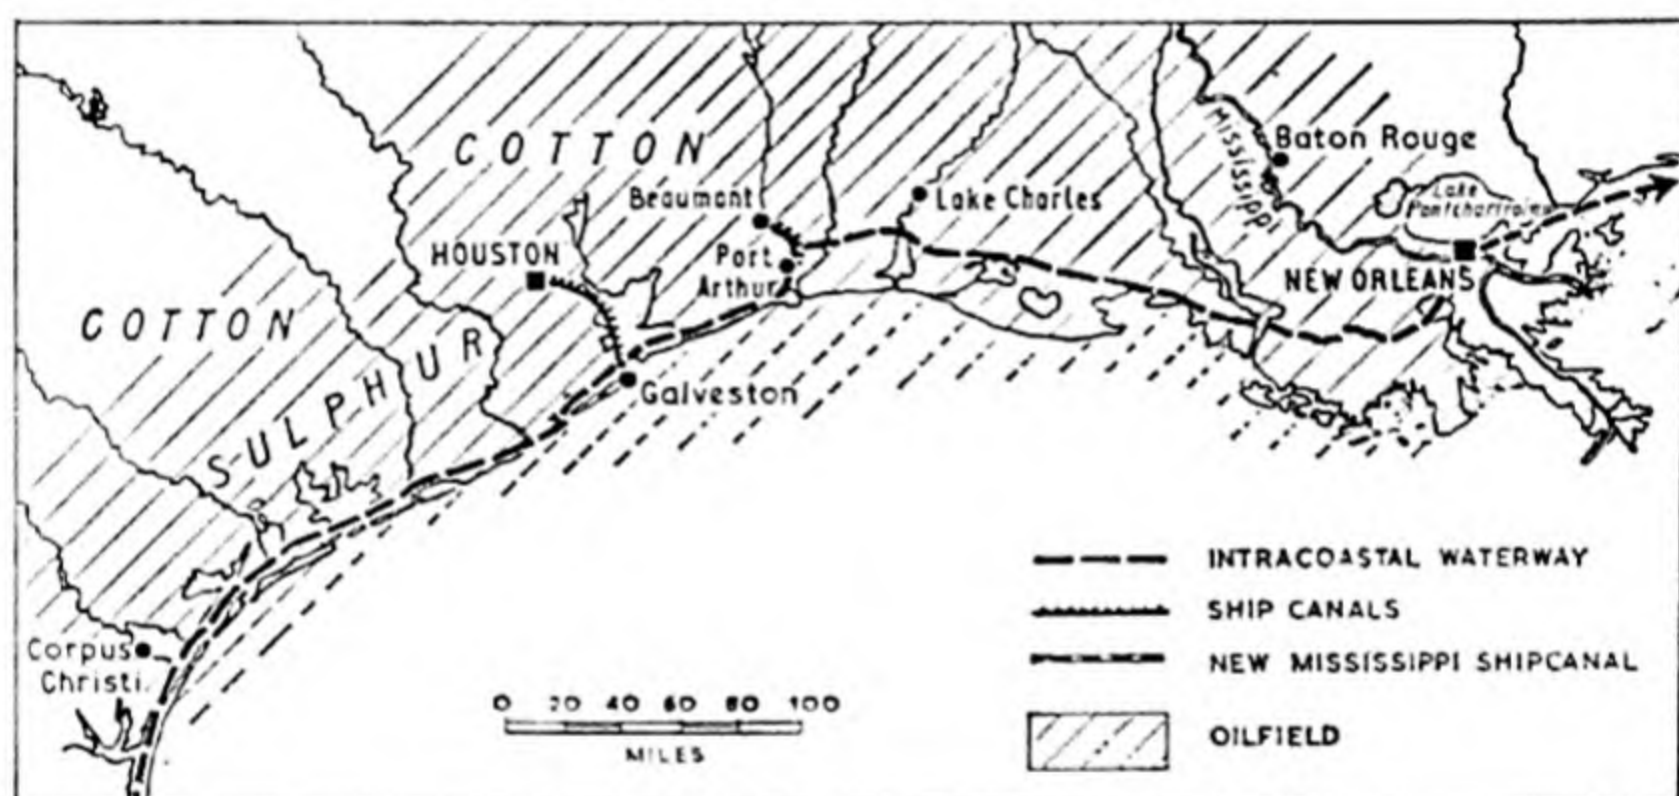 COTTON
Mississippi
Baton Rouge
Beaumont
Lake Charles
Lake
Pontchartrain
HOUSTON
Port
Arthur
NEW ORLEANS
COTTON
SULPHUR
Galveston
INTRACOASTAL WATERWAY
SHIP CANALS
Corpus
Christi
NEW MISSISSIPPI SHIPCANAL
0 20 40 60 80 100
MILES
OILFIELD